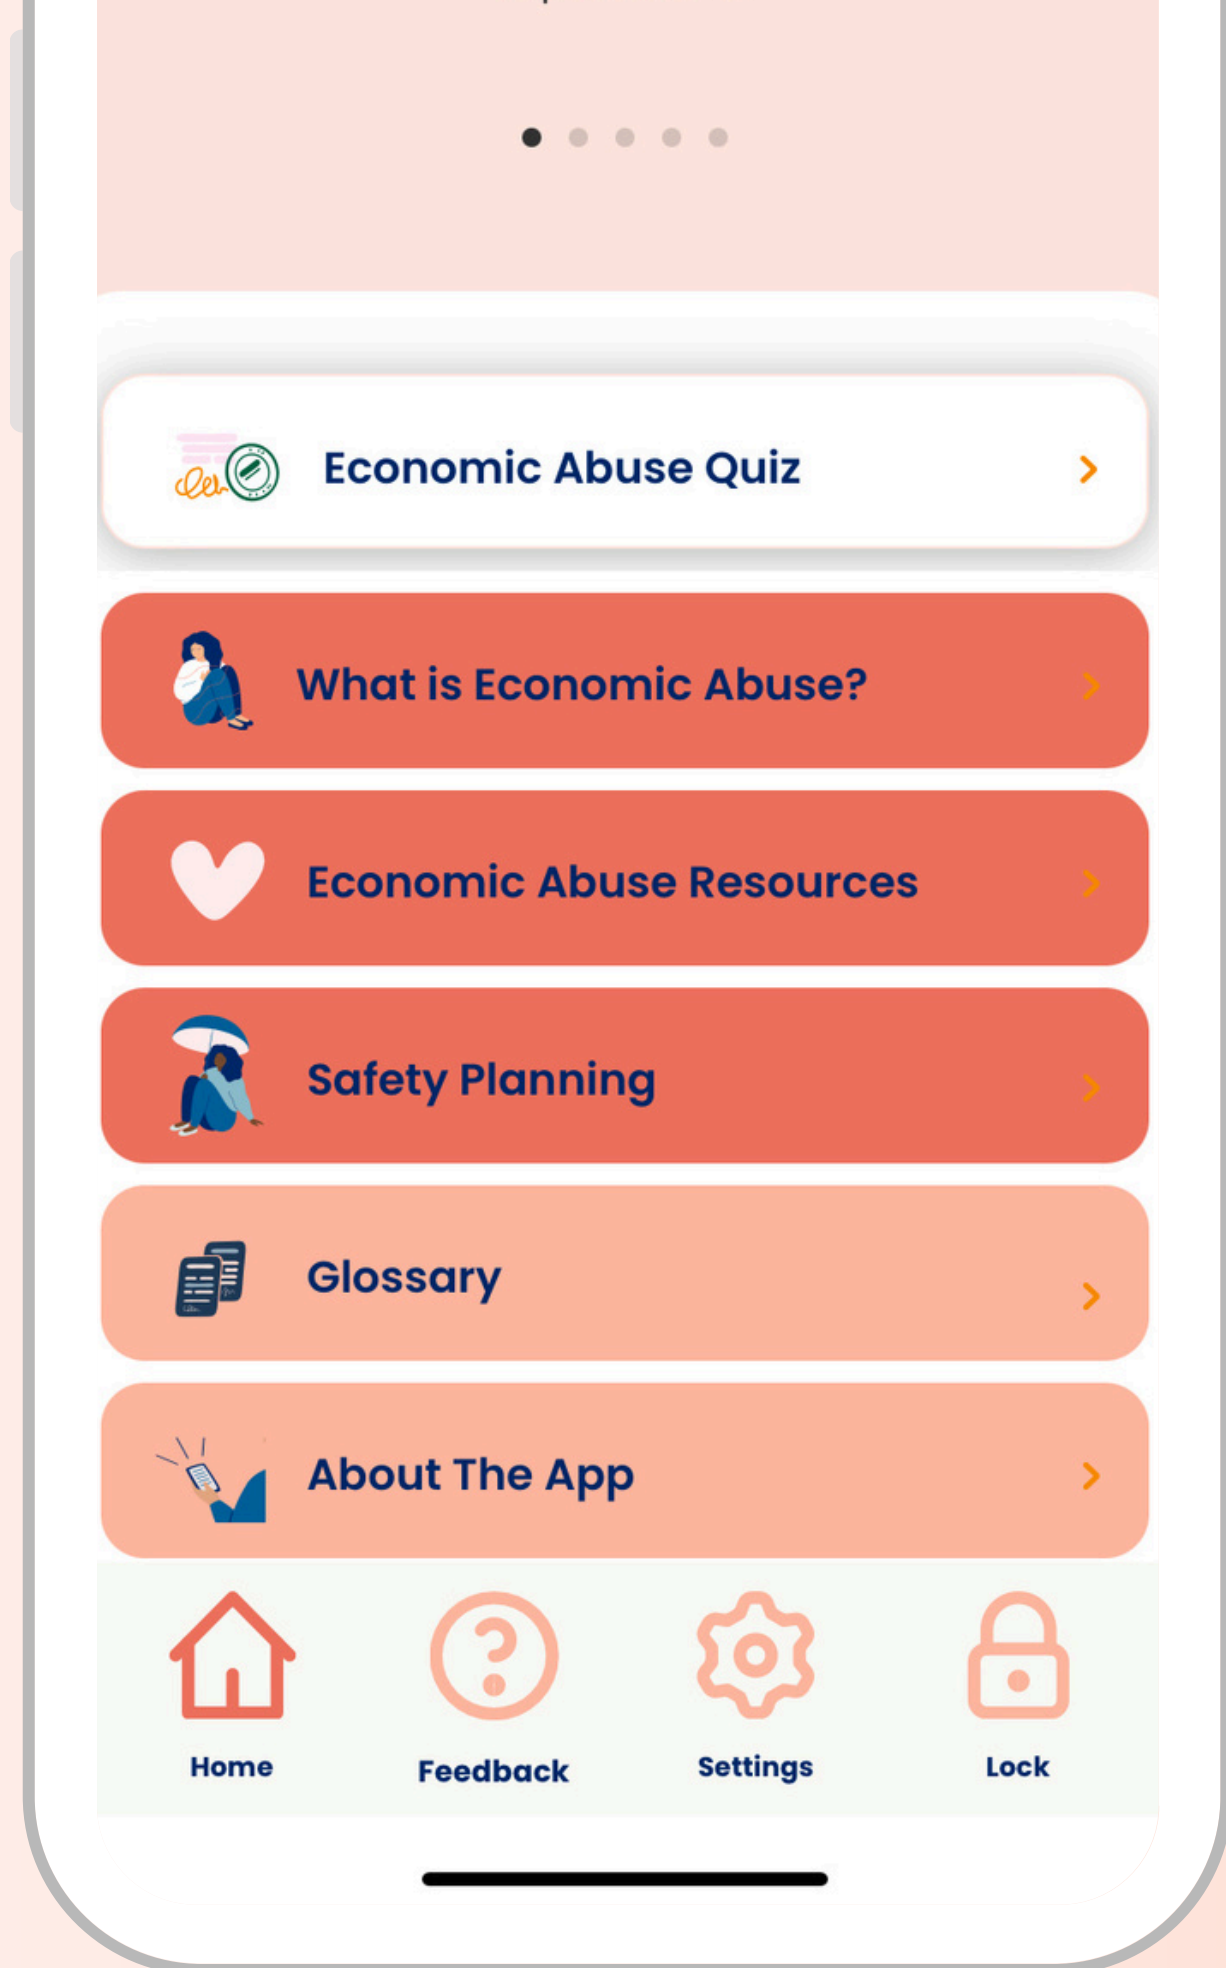 Economic Abuse Quiz
What is Economic Abuse?
Economic Abuse Resources
Safety Planning
Glossary
About The App
Home
Feedback
Settings
Lock